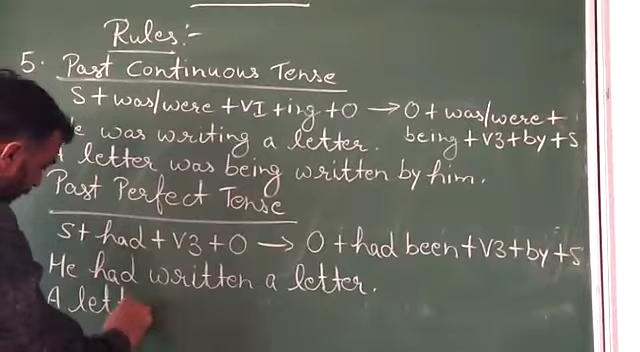 Rules:-
5. Past Continuous Tense
S + was/were + V1 + ing + O → O + was/were +
was writing a letter. being + V3 + by + S
letter was being written by him.
Past Perfect Tense
S + had + V3 + O → O + had been + V3 + by + S
He had written a letter.
A lett